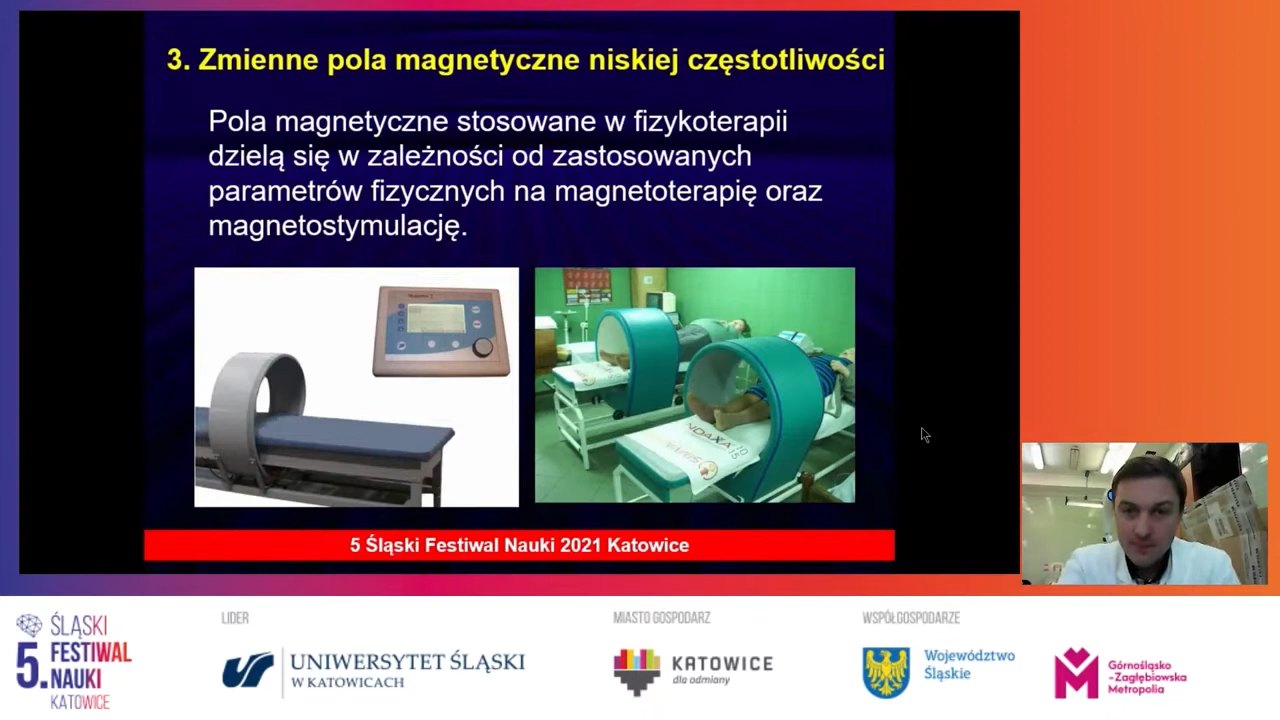 3. Zmienne pola magnetyczne niskiej częstotliwości
Pola magnetyczne stosowane w fizykoterapii
dzielą się w zależności od zastosowanych
parametrów fizycznych na magnetoterapię oraz
magnetostymulację.
5 Śląski Festiwal Nauki 2021 Katowice
5. ŚLĄSKI
FESTIWAL
NAUKI
KATOWICE
LIDER
UNIWERSYTET ŚLĄSKI
W KATOWICACH
MIASTO GOSPODARZ
KATOWICE
dla odmiany
WSPÓŁGOSPODARZE
Województwo
Śląskie
Górnośląsko
-Zagłębiowska
Metropolia